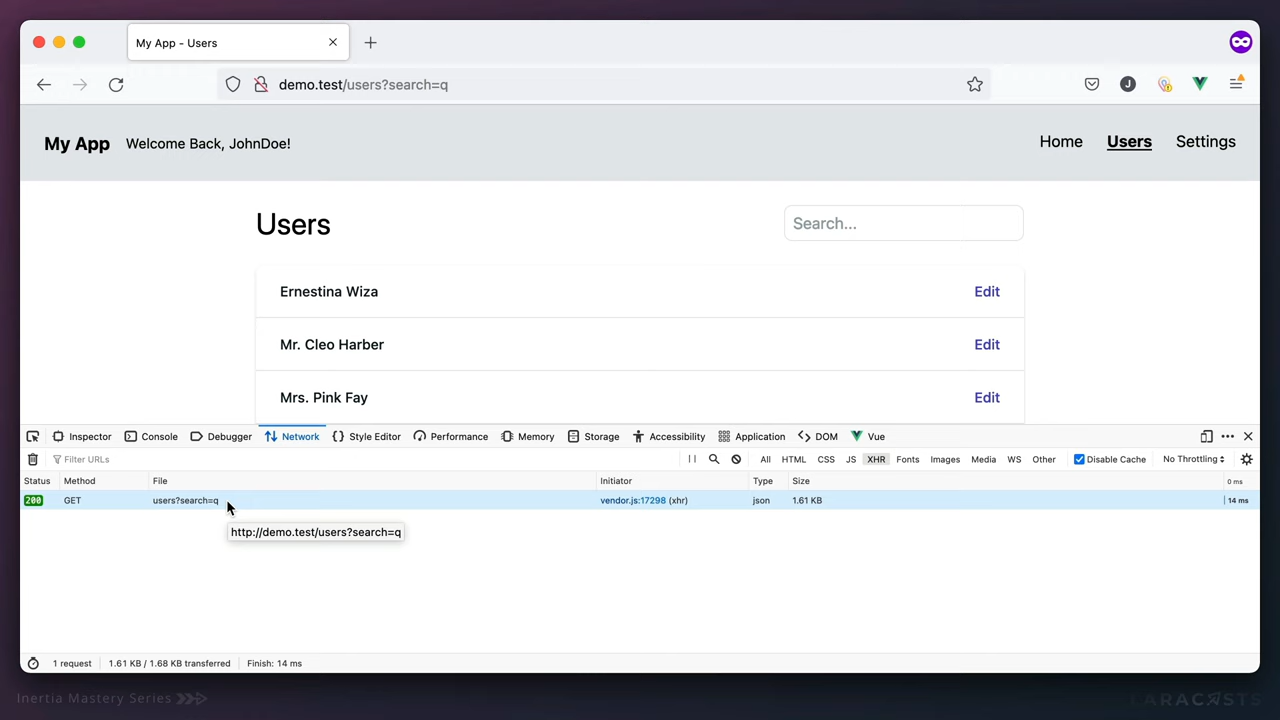 My App - Users
demo.test/users?search=q
J
My App Welcome Back, JohnDoe! Home Users Settings
Users Search...
Ernestina Wiza Edit
Mr. Cleo Harber Edit
Mrs. Pink Fay Edit
Inspector Console Debugger Network {} Style Editor Performance Memory Storage Accessibility Application DOM Vue
Filter URLs All HTML CSS JS XHR Fonts Images Media WS Other Disable Cache No Throttling
Status Method File Initiator Type Size 0 ms
200 GET users?search=q vendor.js:17298 (xhr) json 1.61 KB 14 ms
http://demo.test/users?search=q
1 request 1.61 KB / 1.68 KB transferred Finish: 14 ms
Inertia Mastery Series LARACASTS